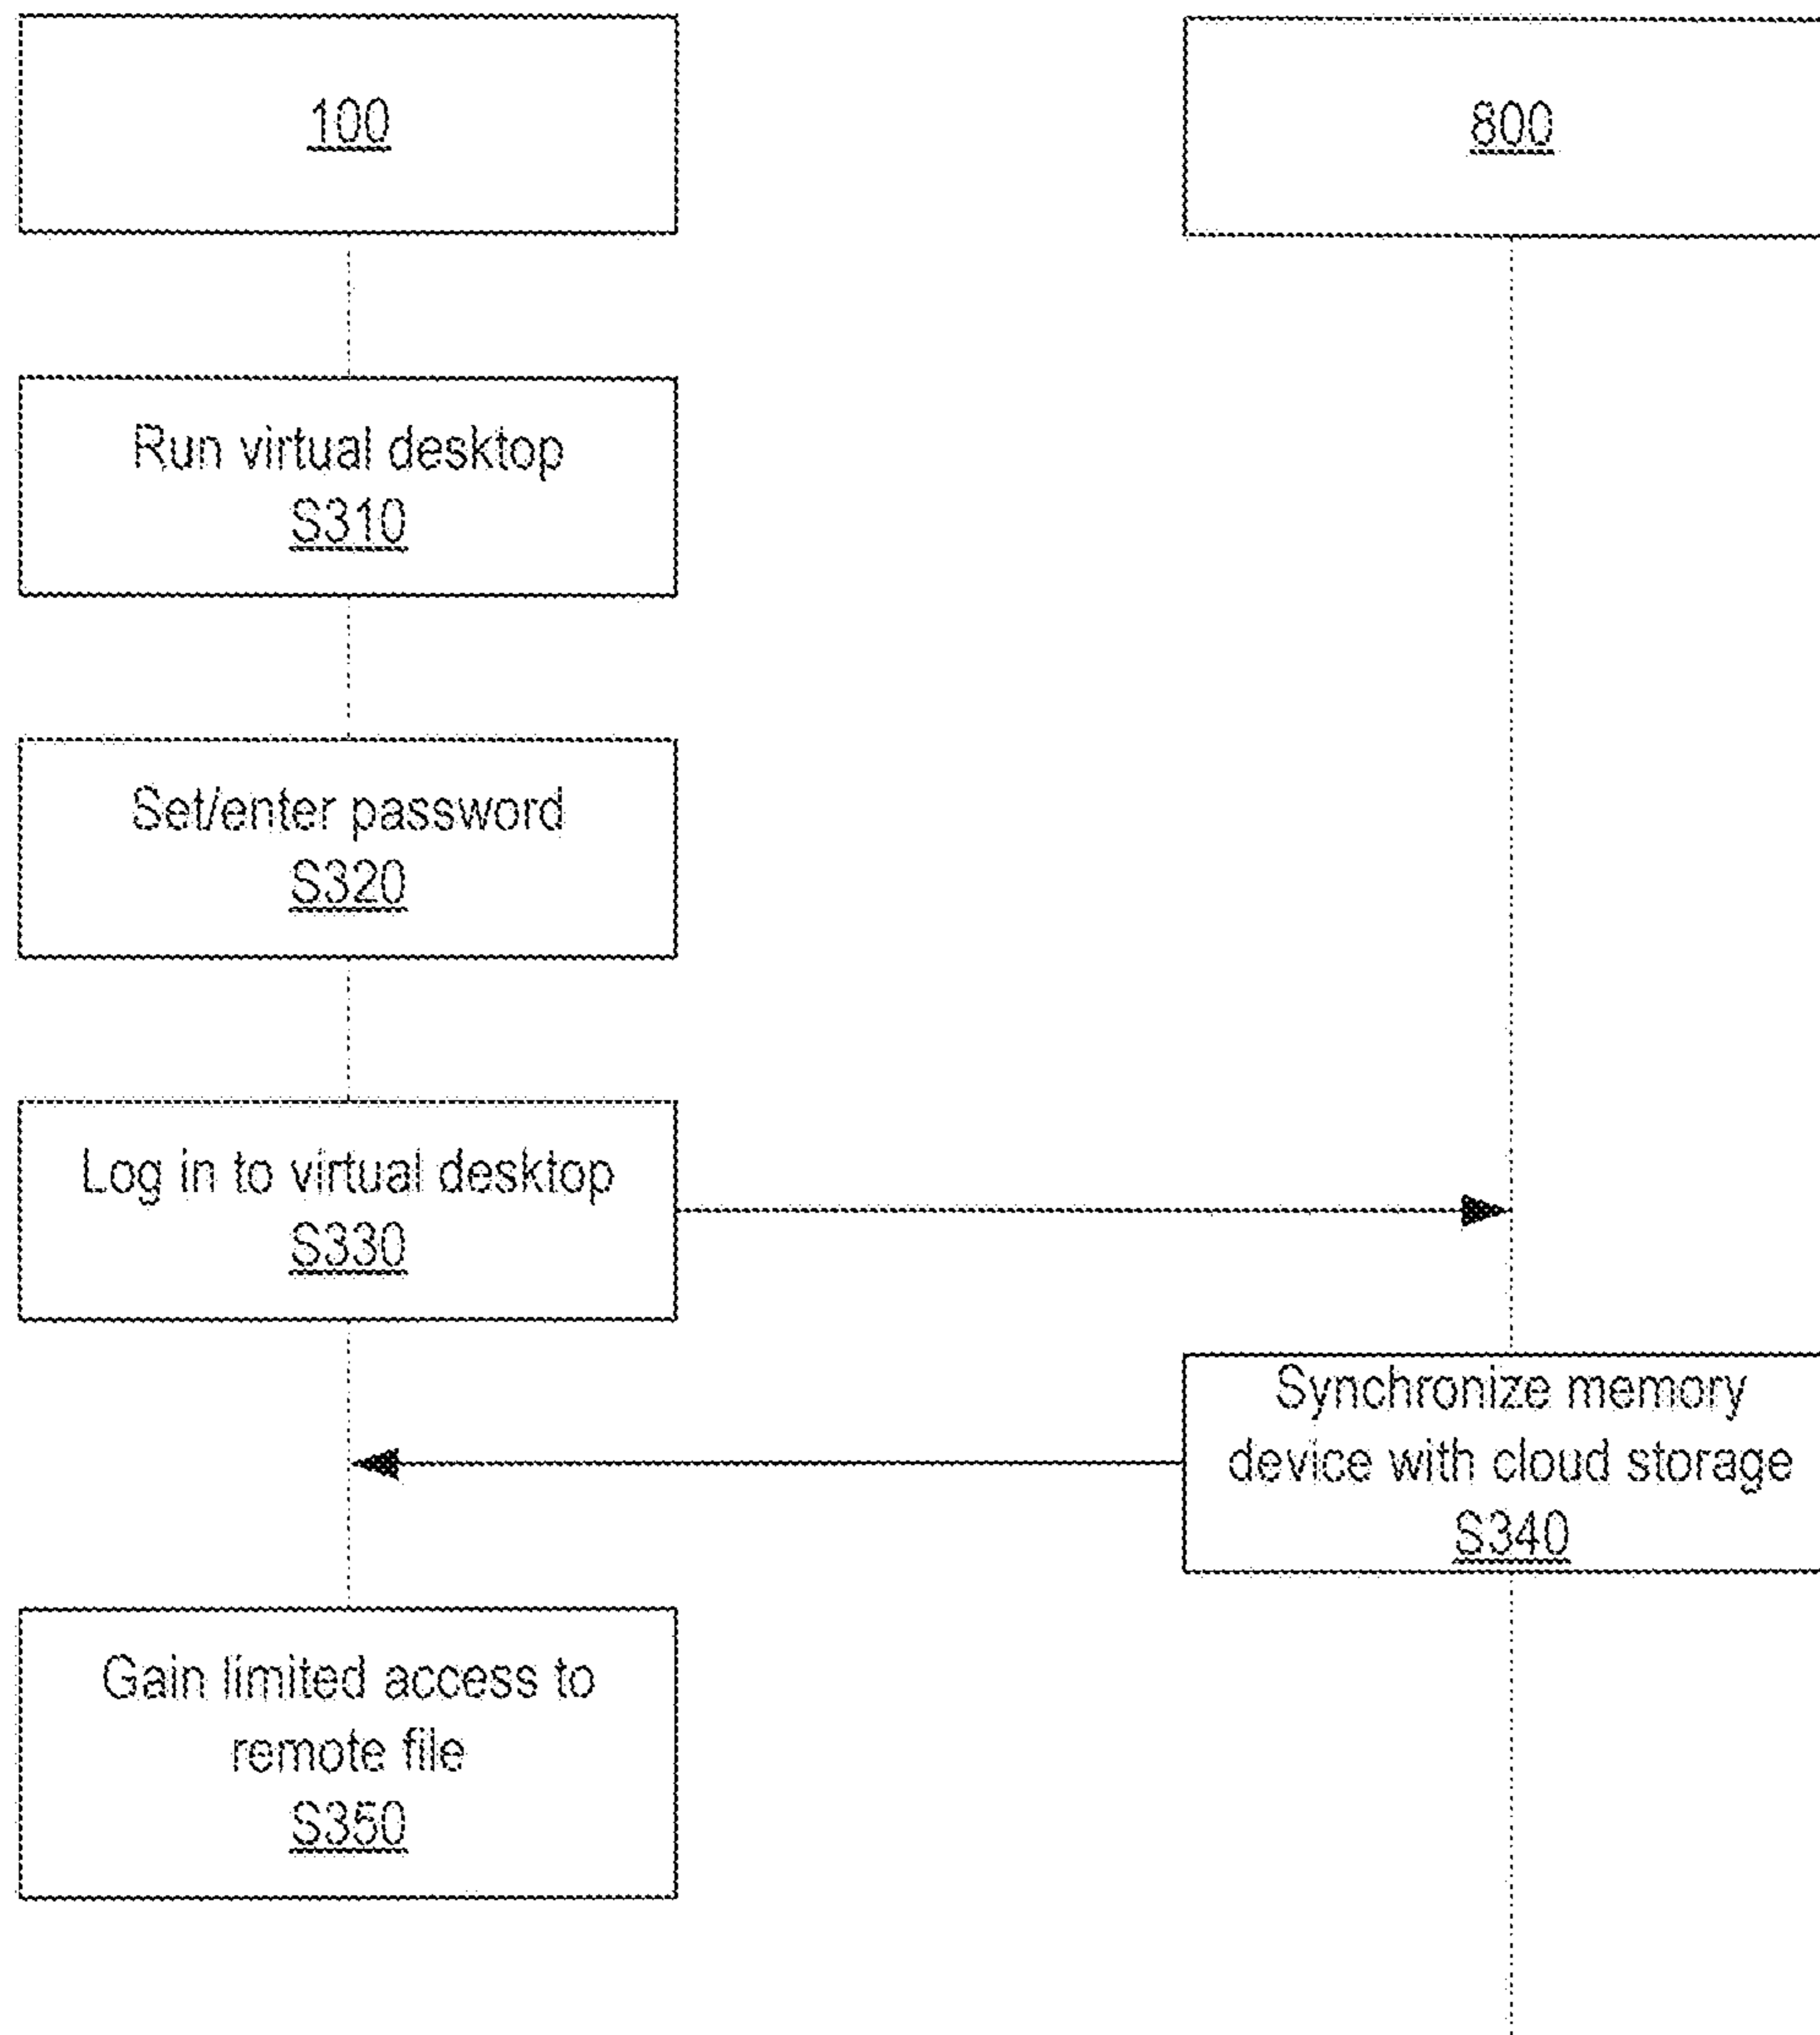 100
800
Run virtual desktop
S310
Set/enter password
S320
Log in to virtual desktop
S330
Synchronize memory
device with cloud storage
S340
Gain limited access to
remote file
S350